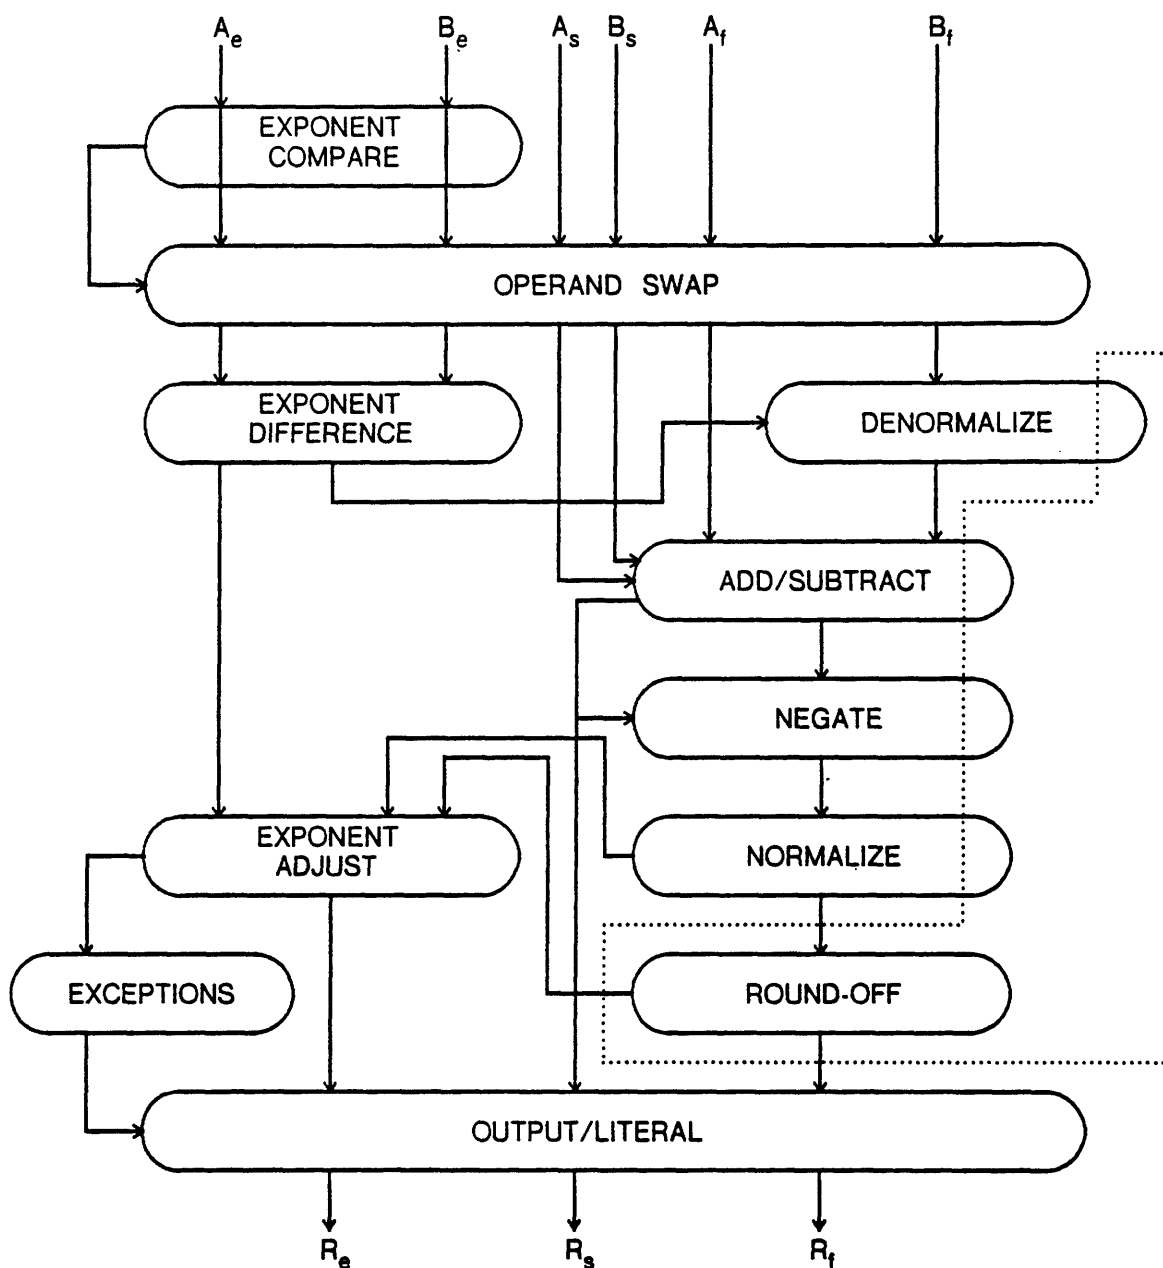 Ae Be As Bs Af Bf
EXPONENT
COMPARE
OPERAND SWAP
EXPONENT
DIFFERENCE
DENORMALIZE
ADD/SUBTRACT
NEGATE
EXPONENT
ADJUST
NORMALIZE
EXCEPTIONS
ROUND-OFF
OUTPUT/LITERAL
Re Rs Rf